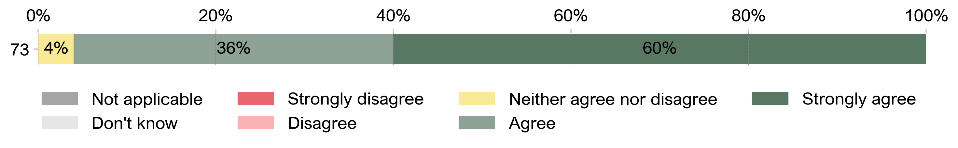 0% 20% 40% 60% 80% 100%
73 4% 36% 60%
Not applicable Strongly disagree Neither agree nor disagree Strongly agree
Don't know Disagree Agree